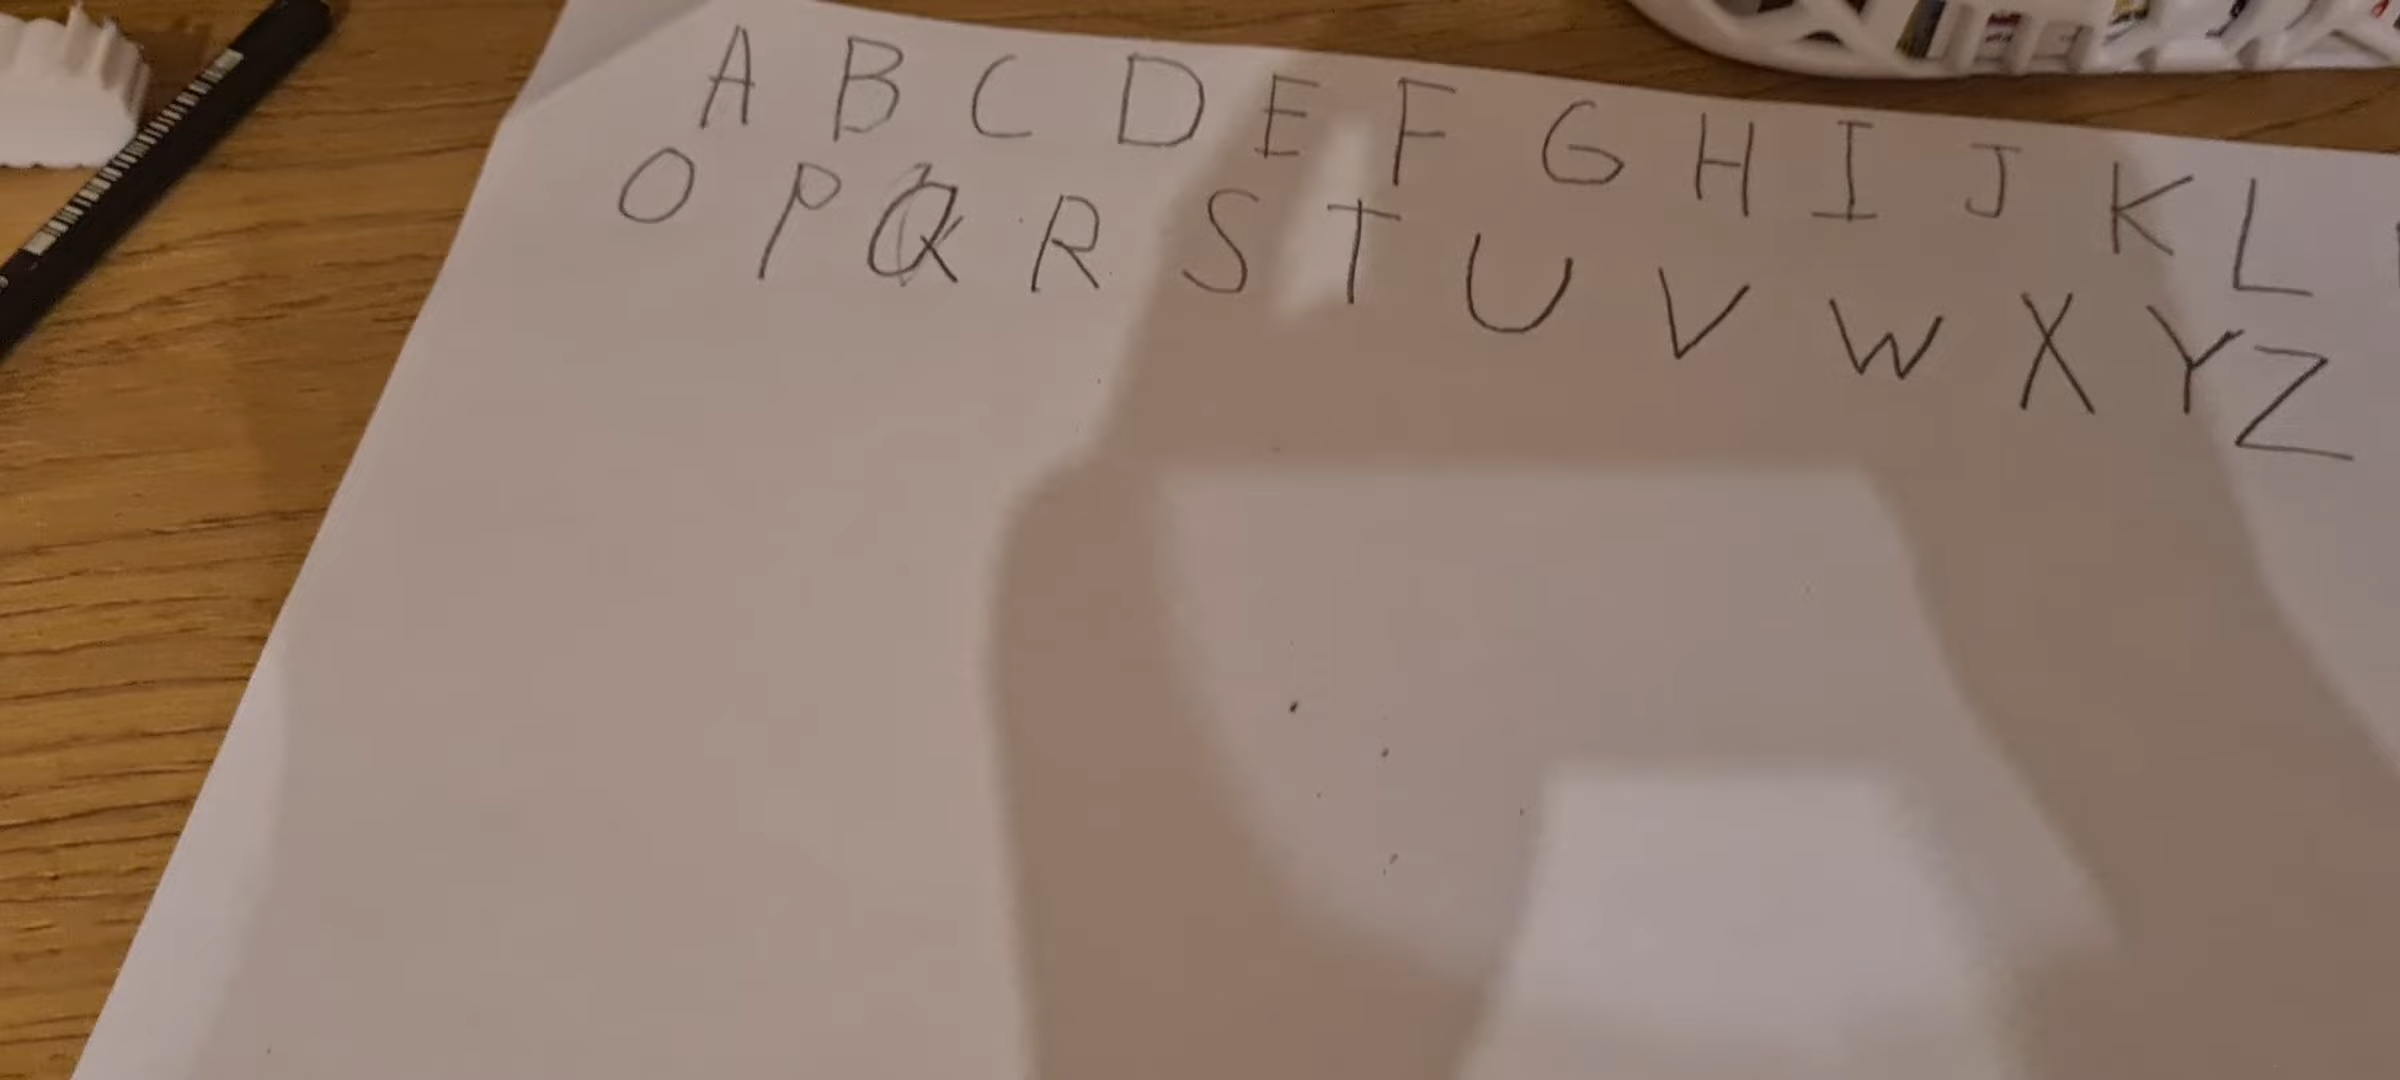 A B C D E F G H I J K L
O P Q R S T U V W X Y Z